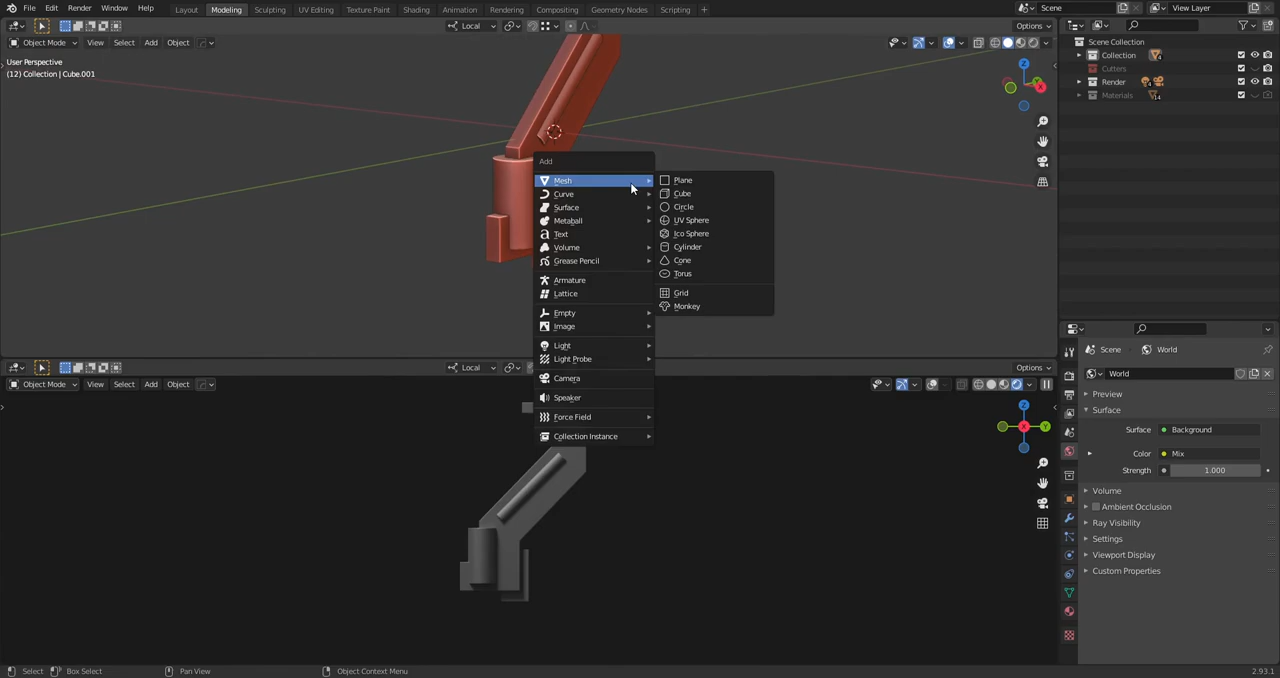 File Edit Render Window Help Layout Modeling Sculpting UV Editing Texture Paint Shading Animation Rendering Compositing Geometry Nodes Scripting + Scene View Layer
Local Options
Object Mode View Select Add Object
User Perspective
(12) Collection | Cube.001
Scene Collection
Collection 4
Cutters
Render 4
Materials 14
Z
Y
X
Add
Mesh
Curve
Surface
Metaball
Text
Volume
Grease Pencil
Armature
Lattice
Empty
Image
Light
Light Probe
Camera
Speaker
Force Field
Collection Instance
Plane
Cube
Circle
UV Sphere
Ico Sphere
Cylinder
Cone
Torus
Grid
Monkey
Local Options
Object Mode View Select Add Object
Z
X Y
Scene World
World
Preview
Surface
Surface Background
Color Mix
Strength 1.000
Volume
Ambient Occlusion
Ray Visibility
Settings
Viewport Display
Custom Properties
Select Box Select Pan View Object Context Menu 2.93.1